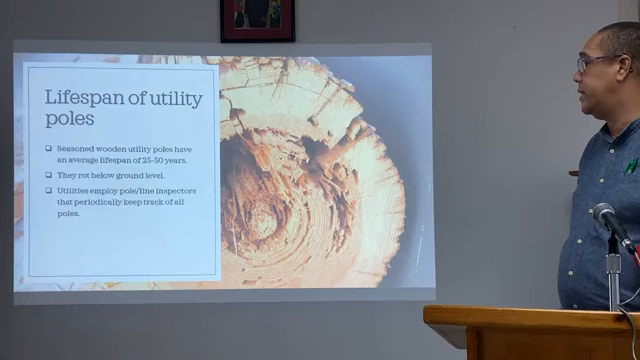 Lifespan of utility
poles
❑ Seasoned wooden utility poles have
an average lifespan of 25-50 years.
❑ They rot below ground level.
❑ Utilities employ pole/line inspectors
that periodically keep track of all
poles.